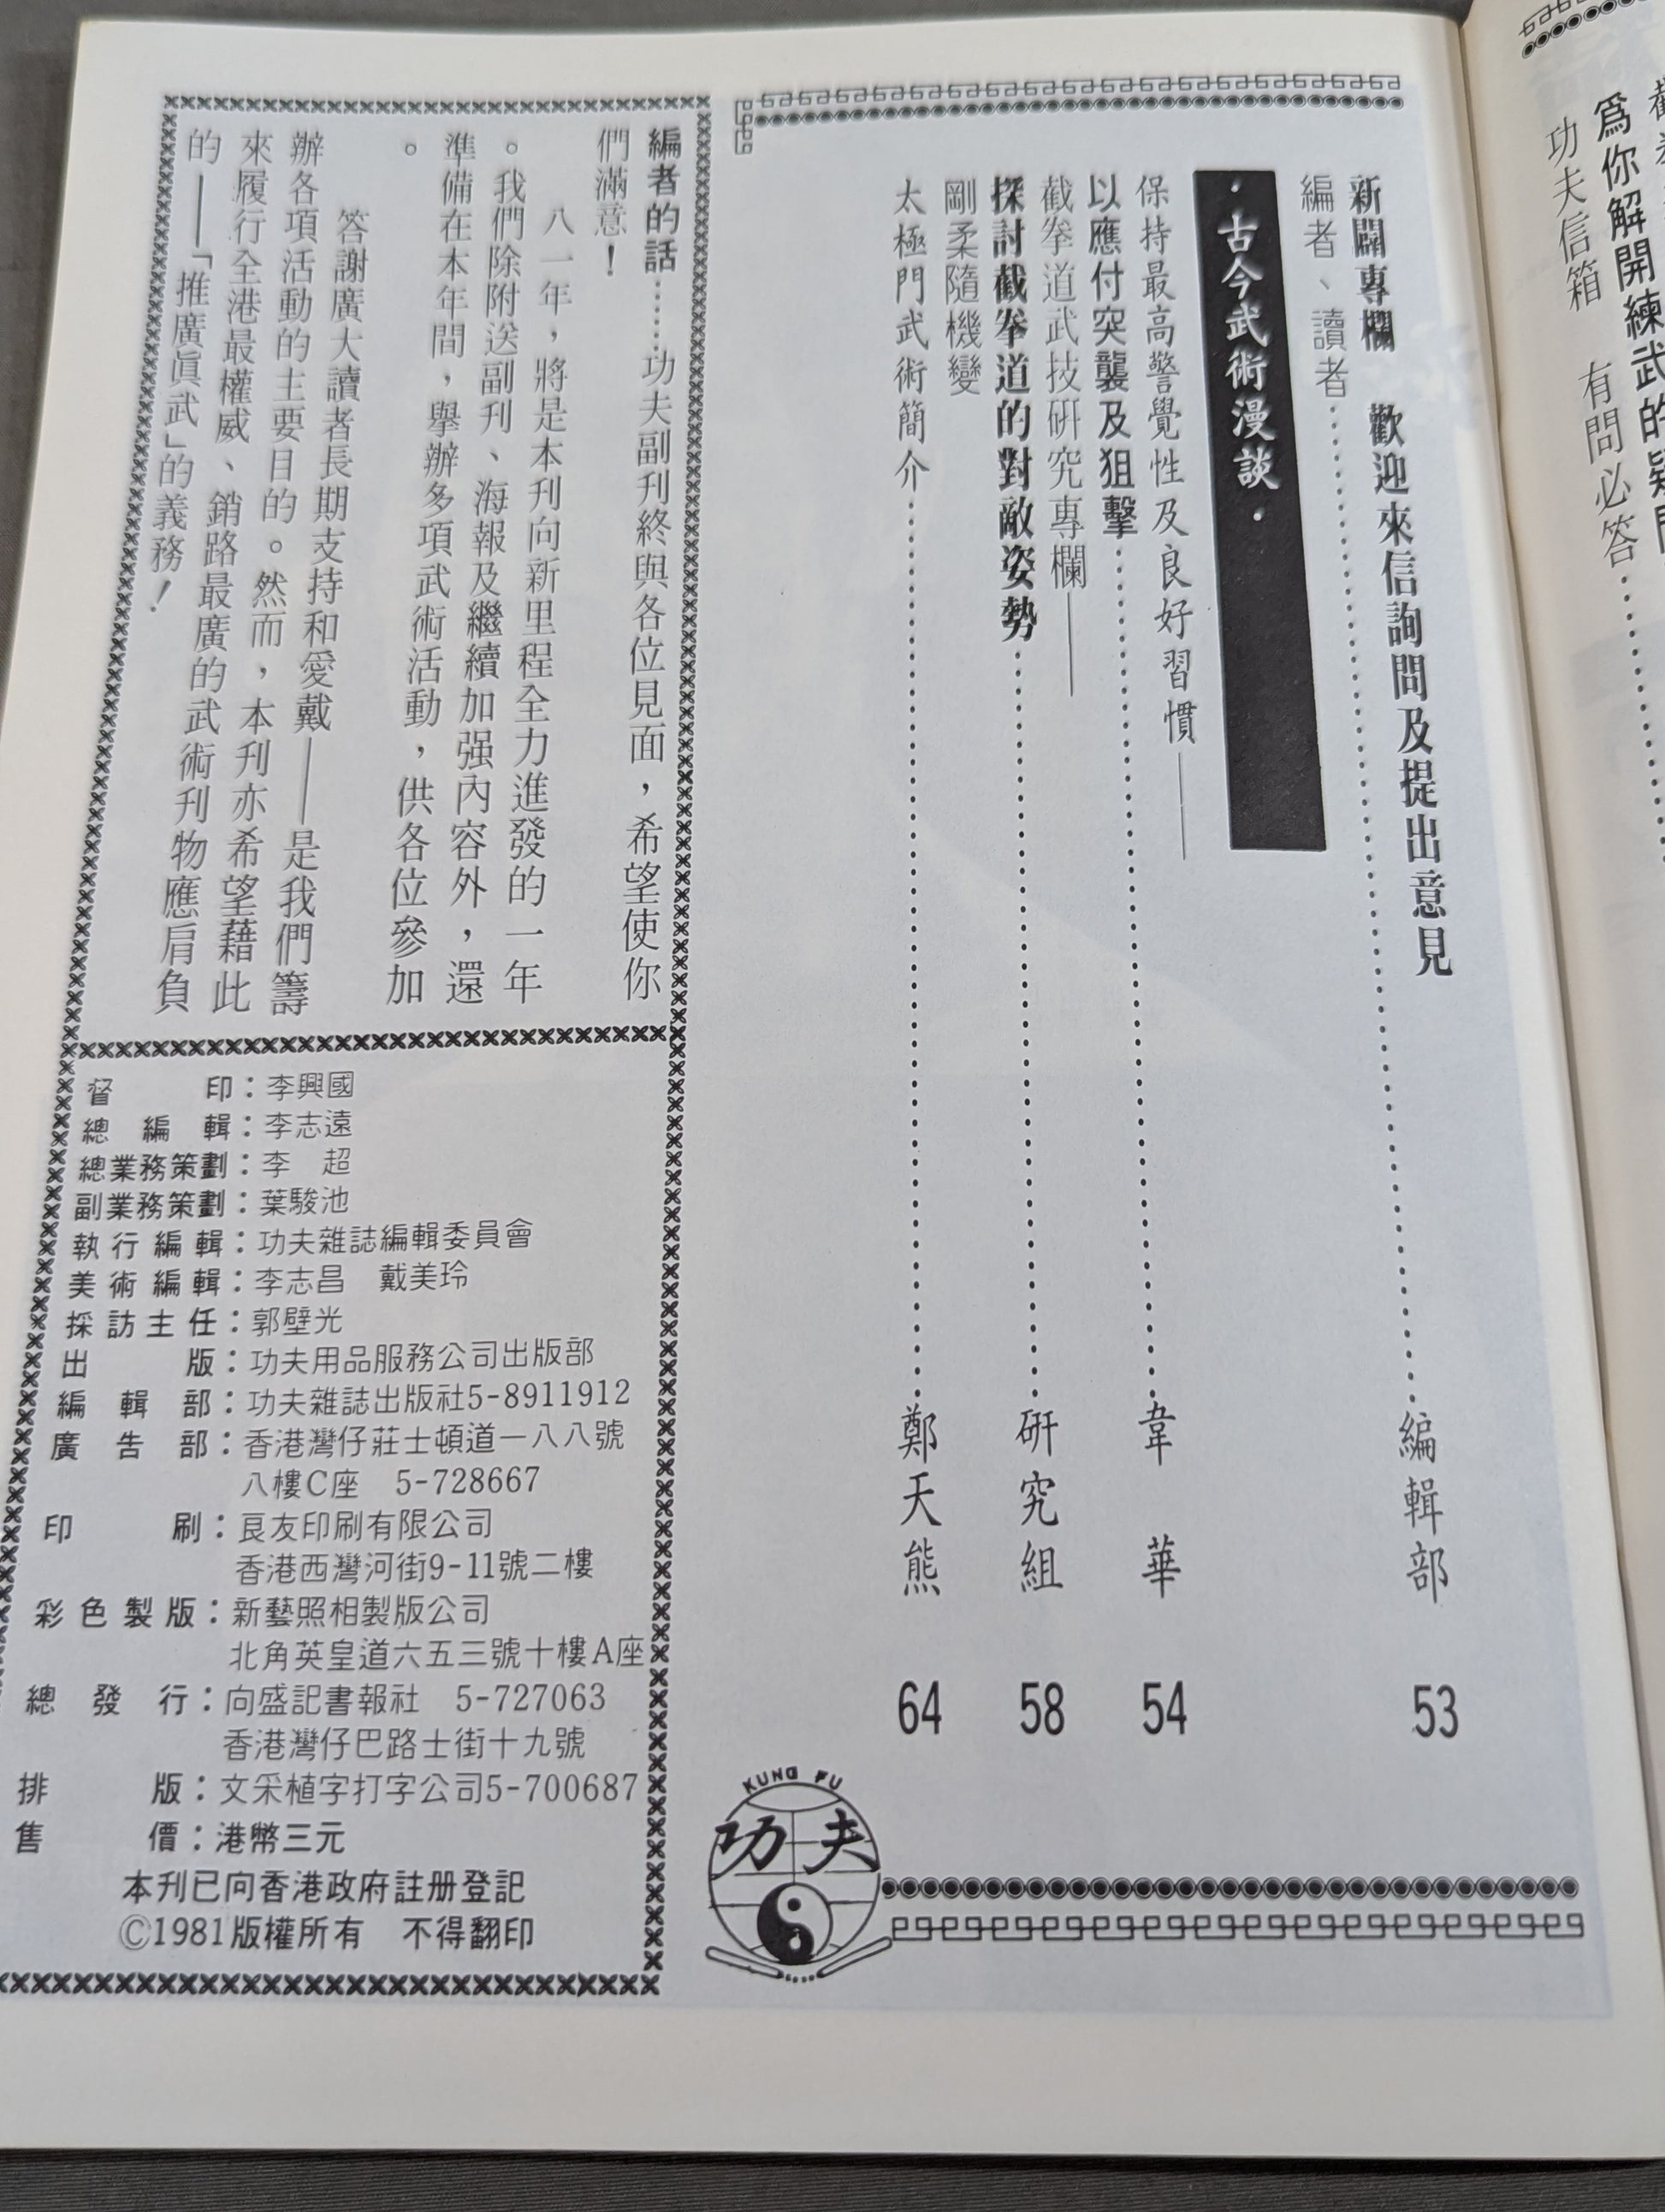 爲你解開練武的疑問
功夫信箱　有問必答
新闢專欄　歡迎來信詢問及提出意見
編者、讀者……編輯部 53
·古今武術漫談·
保持最高警覺性及良好習慣——
以應付突襲及狙擊……韋　華 54
截拳道武技研究專欄——
探討截拳道的對敵姿勢……研究組 58
剛柔隨機變
太極門武術簡介……鄭天熊 64
KUNG FU
功夫
編者的話……功夫副刊終與各位見面，希望使你
們滿意！
八一年，將是本刊向新里程全力進發的一年
。我們除附送副刊、海報及繼續加强內容外，還
準備在本年間，舉辦多項武術活動，供各位參加
。
答謝廣大讀者長期支持和愛戴——是我們籌
辦各項活動的主要目的。然而，本刋亦希望藉此
來履行全港最權威、銷路最廣的武術刋物應肩負
的——「推廣眞武」的義務！
督印：李興國
總編輯：李志遠
總業務策劃：李　超
副業務策劃：葉駿池
執行編輯：功夫雜誌編輯委員會
美術編輯：李志昌　戴美玲
採訪主任：郭壁光
出版：功夫用品服務公司出版部
編輯部：功夫雜誌出版社5-8911912
廣告部：香港灣仔莊士頓道一八八號
八樓C座　5-728667
印刷：良友印刷有限公司
香港西灣河街9-11號二樓
彩色製版：新藝照相製版公司
北角英皇道六五三號十樓A座
總發行：向盛記書報社　5-727063
香港灣仔巴路士街十九號
排版：文采植字打字公司5-700687
售價：港幣三元
本刋已向香港政府註册登記
©1981版權所有　不得翻印